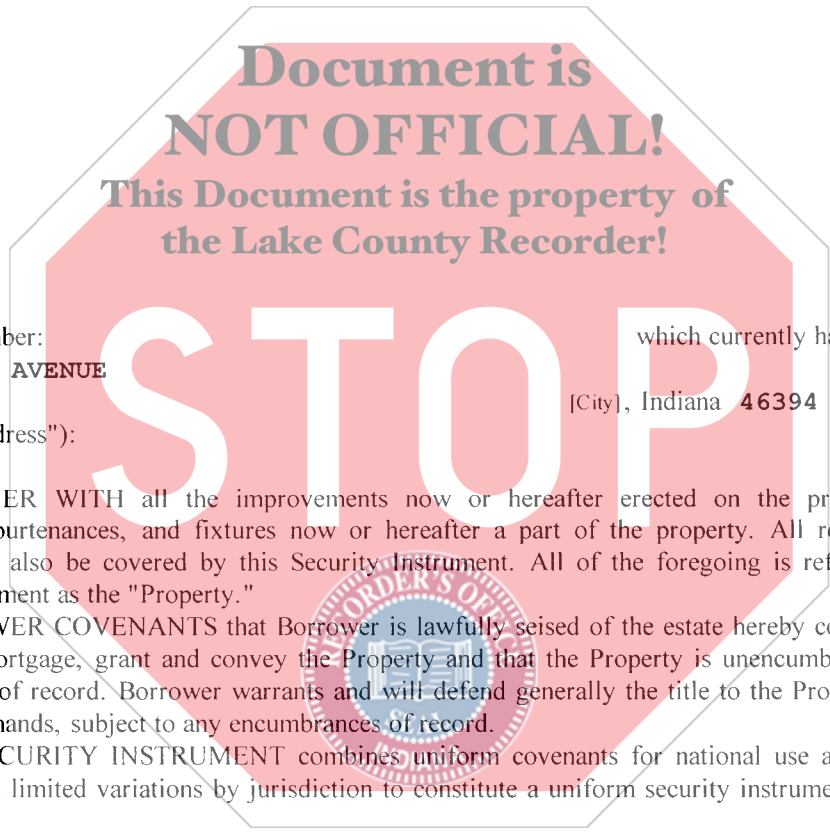 Document is
NOT OFFICIAL!
This Document is the property of
the Lake County Recorder!
STOP
ber: which currently ha
AVENUE
[City], Indiana 46394
dress"):
ER WITH all the improvements now or hereafter erected on the pr
purtenances, and fixtures now or hereafter a part of the property. All r
also be covered by this Security Instrument. All of the foregoing is ref
ment as the "Property."
WER COVENANTS that Borrower is lawfully seised of the estate hereby co
ortgage, grant and convey the Property and that the Property is unencumb
of record. Borrower warrants and will defend generally the title to the Pro
nands, subject to any encumbrances of record.
CURITY INSTRUMENT combines uniform covenants for national use a
limited variations by jurisdiction to constitute a uniform security instrume
RECORDER'S OFFICE
SEAL